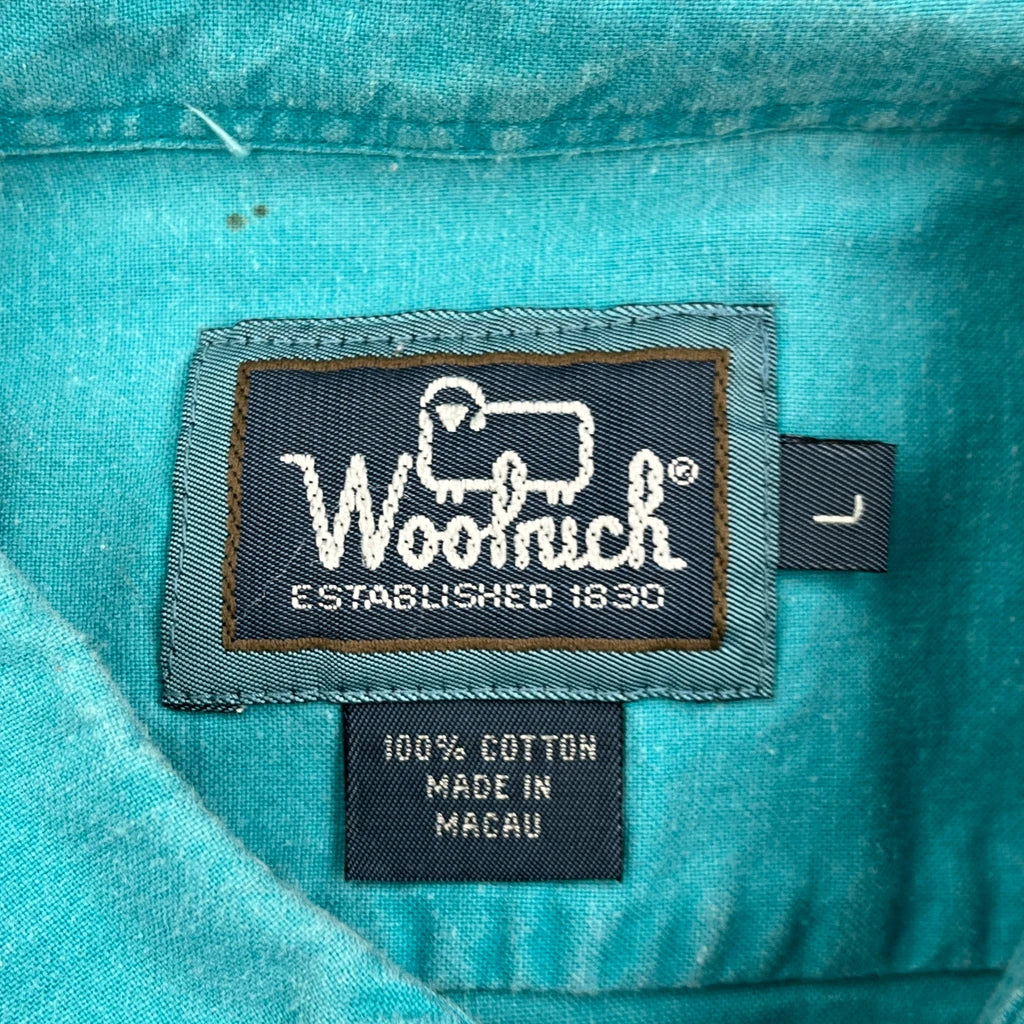 Woolrich®
ESTABLISHED 1830
L
100% COTTON
MADE IN
MACAU